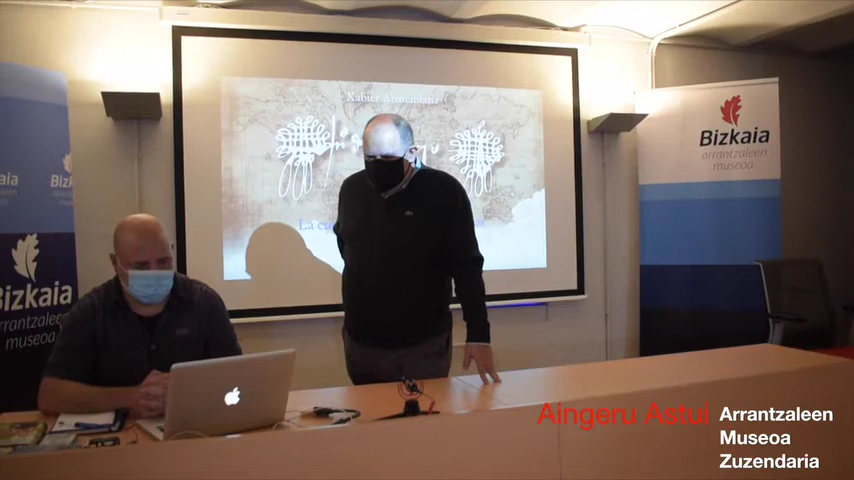 Xabier Armendariz
La cu
Bizkaia
arrantzaleen
museoa
Bizkaia
arrantzaleen
museoa
Aingeru Astui
Arrantzaleen
Museoa
Zuzendaria